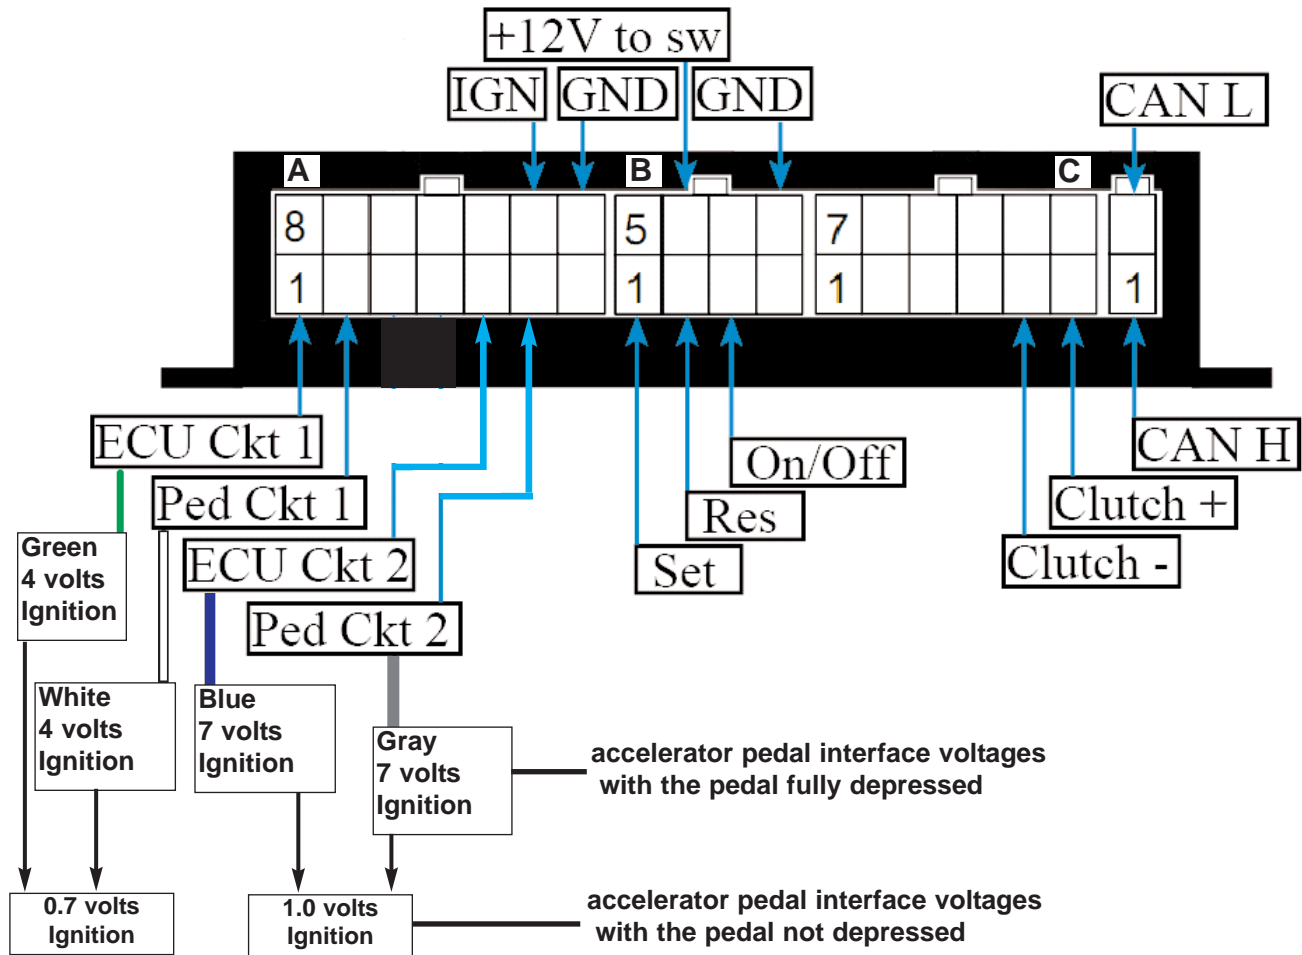 +12V to sw
IGN
GND
GND
CAN L
A
B
C
8
5
7
1
1
1
1
ECU Ckt 1
On/Off
CAN H
Ped Ckt 1
Res
Clutch +
ECU Ckt 2
Set
Clutch -
Ped Ckt 2
Green
4 volts
Ignition
White
4 volts
Ignition
Blue
7 volts
Ignition
Gray
7 volts
Ignition
accelerator pedal interface voltages
with the pedal fully depressed
0.7 volts
Ignition
1.0 volts
Ignition
accelerator pedal interface voltages
with the pedal not depressed